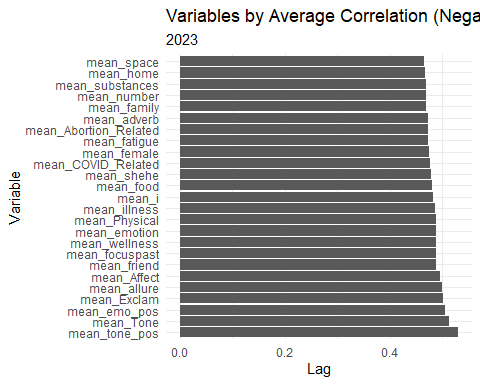 Variables by Average Correlation (Nega
2023
mean_space
mean_home
mean_substances
mean_number
mean_family
mean_adverb
mean_Abortion_Related
mean_fatigue
mean_female
mean_COVID_Related
mean_shehe
mean_food
mean_i
mean_illness
mean_Physical
mean_emotion
mean_wellness
mean_focuspast
mean_friend
mean_Affect
mean_allure
mean_Exclam
mean_emo_pos
mean_Tone
mean_tone_pos
Variable
0.0 0.2 0.4
Lag